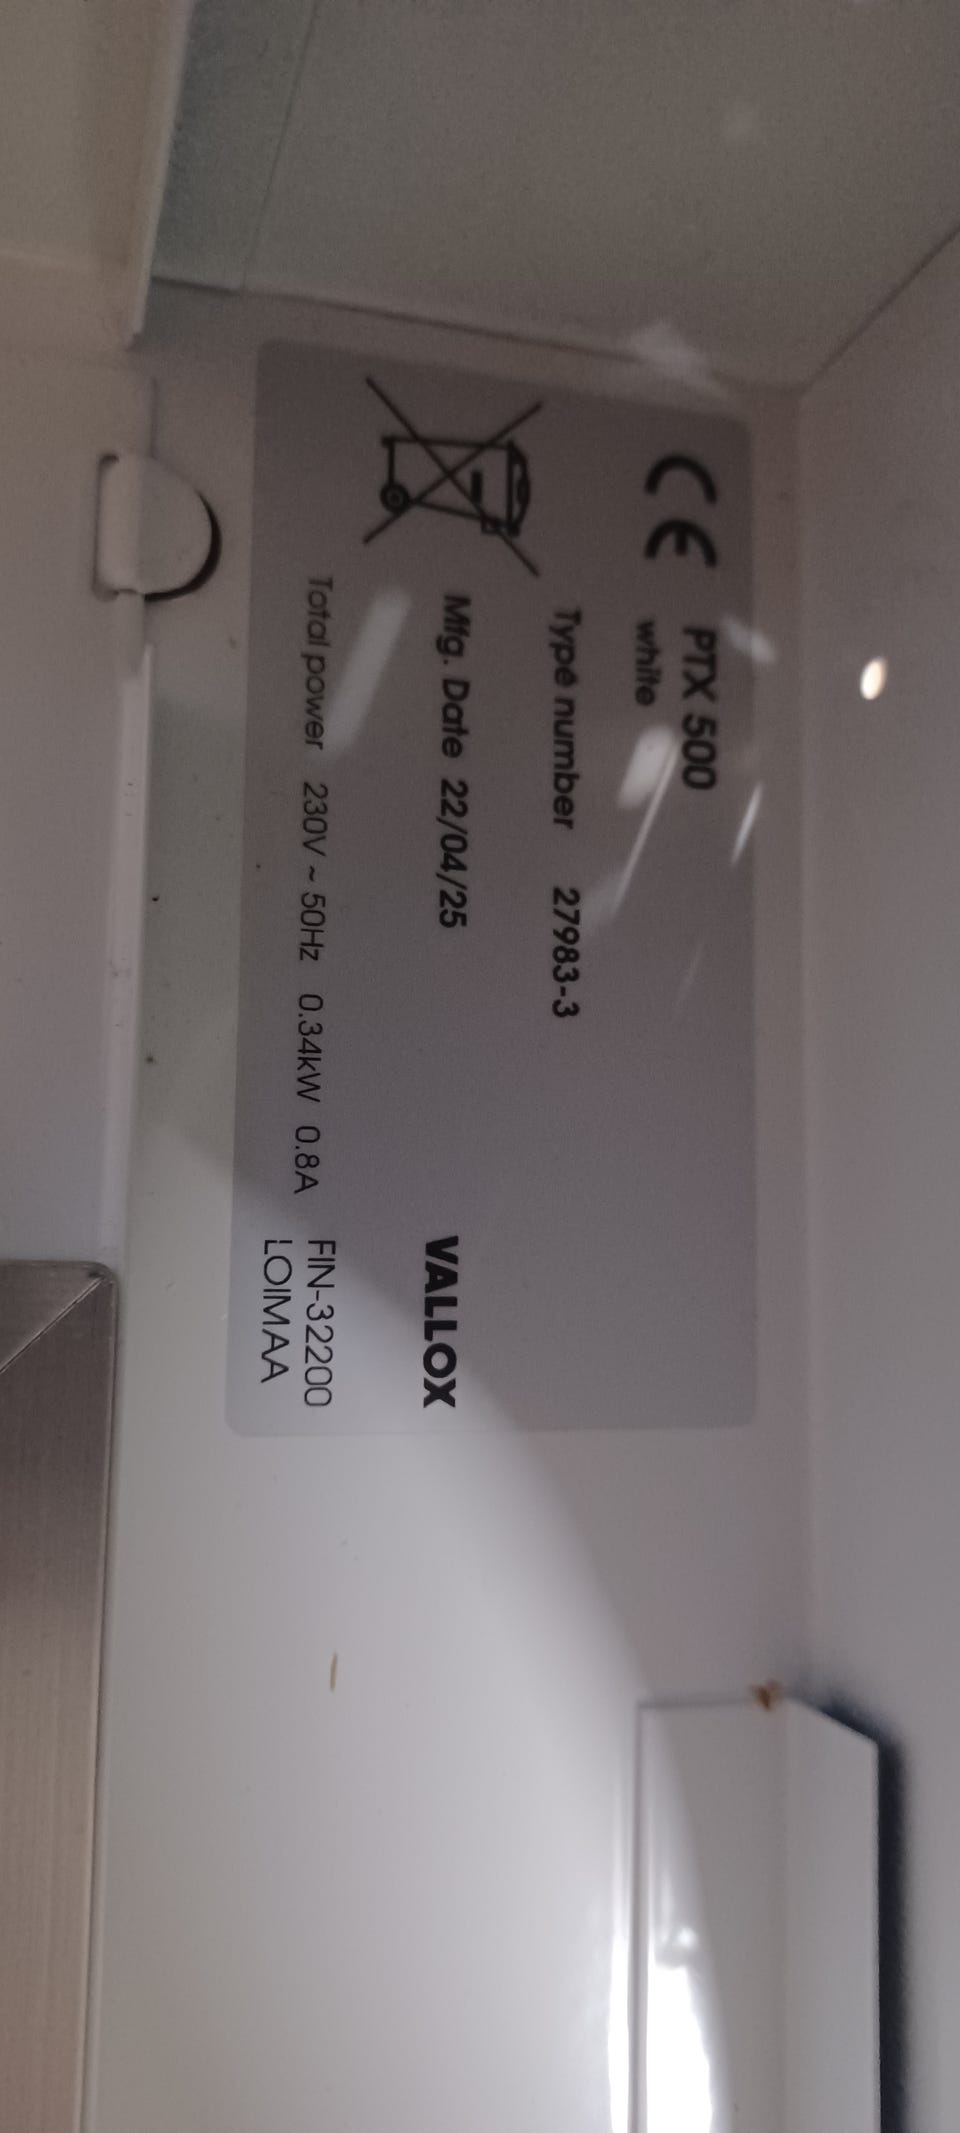 CE PTX 500
white
Type number 27983-3
Mfg. Date 22/04/25
VALLOX
Total power 230V ~ 50Hz 0.34kW 0.8A
FIN-32200
LOIMAA